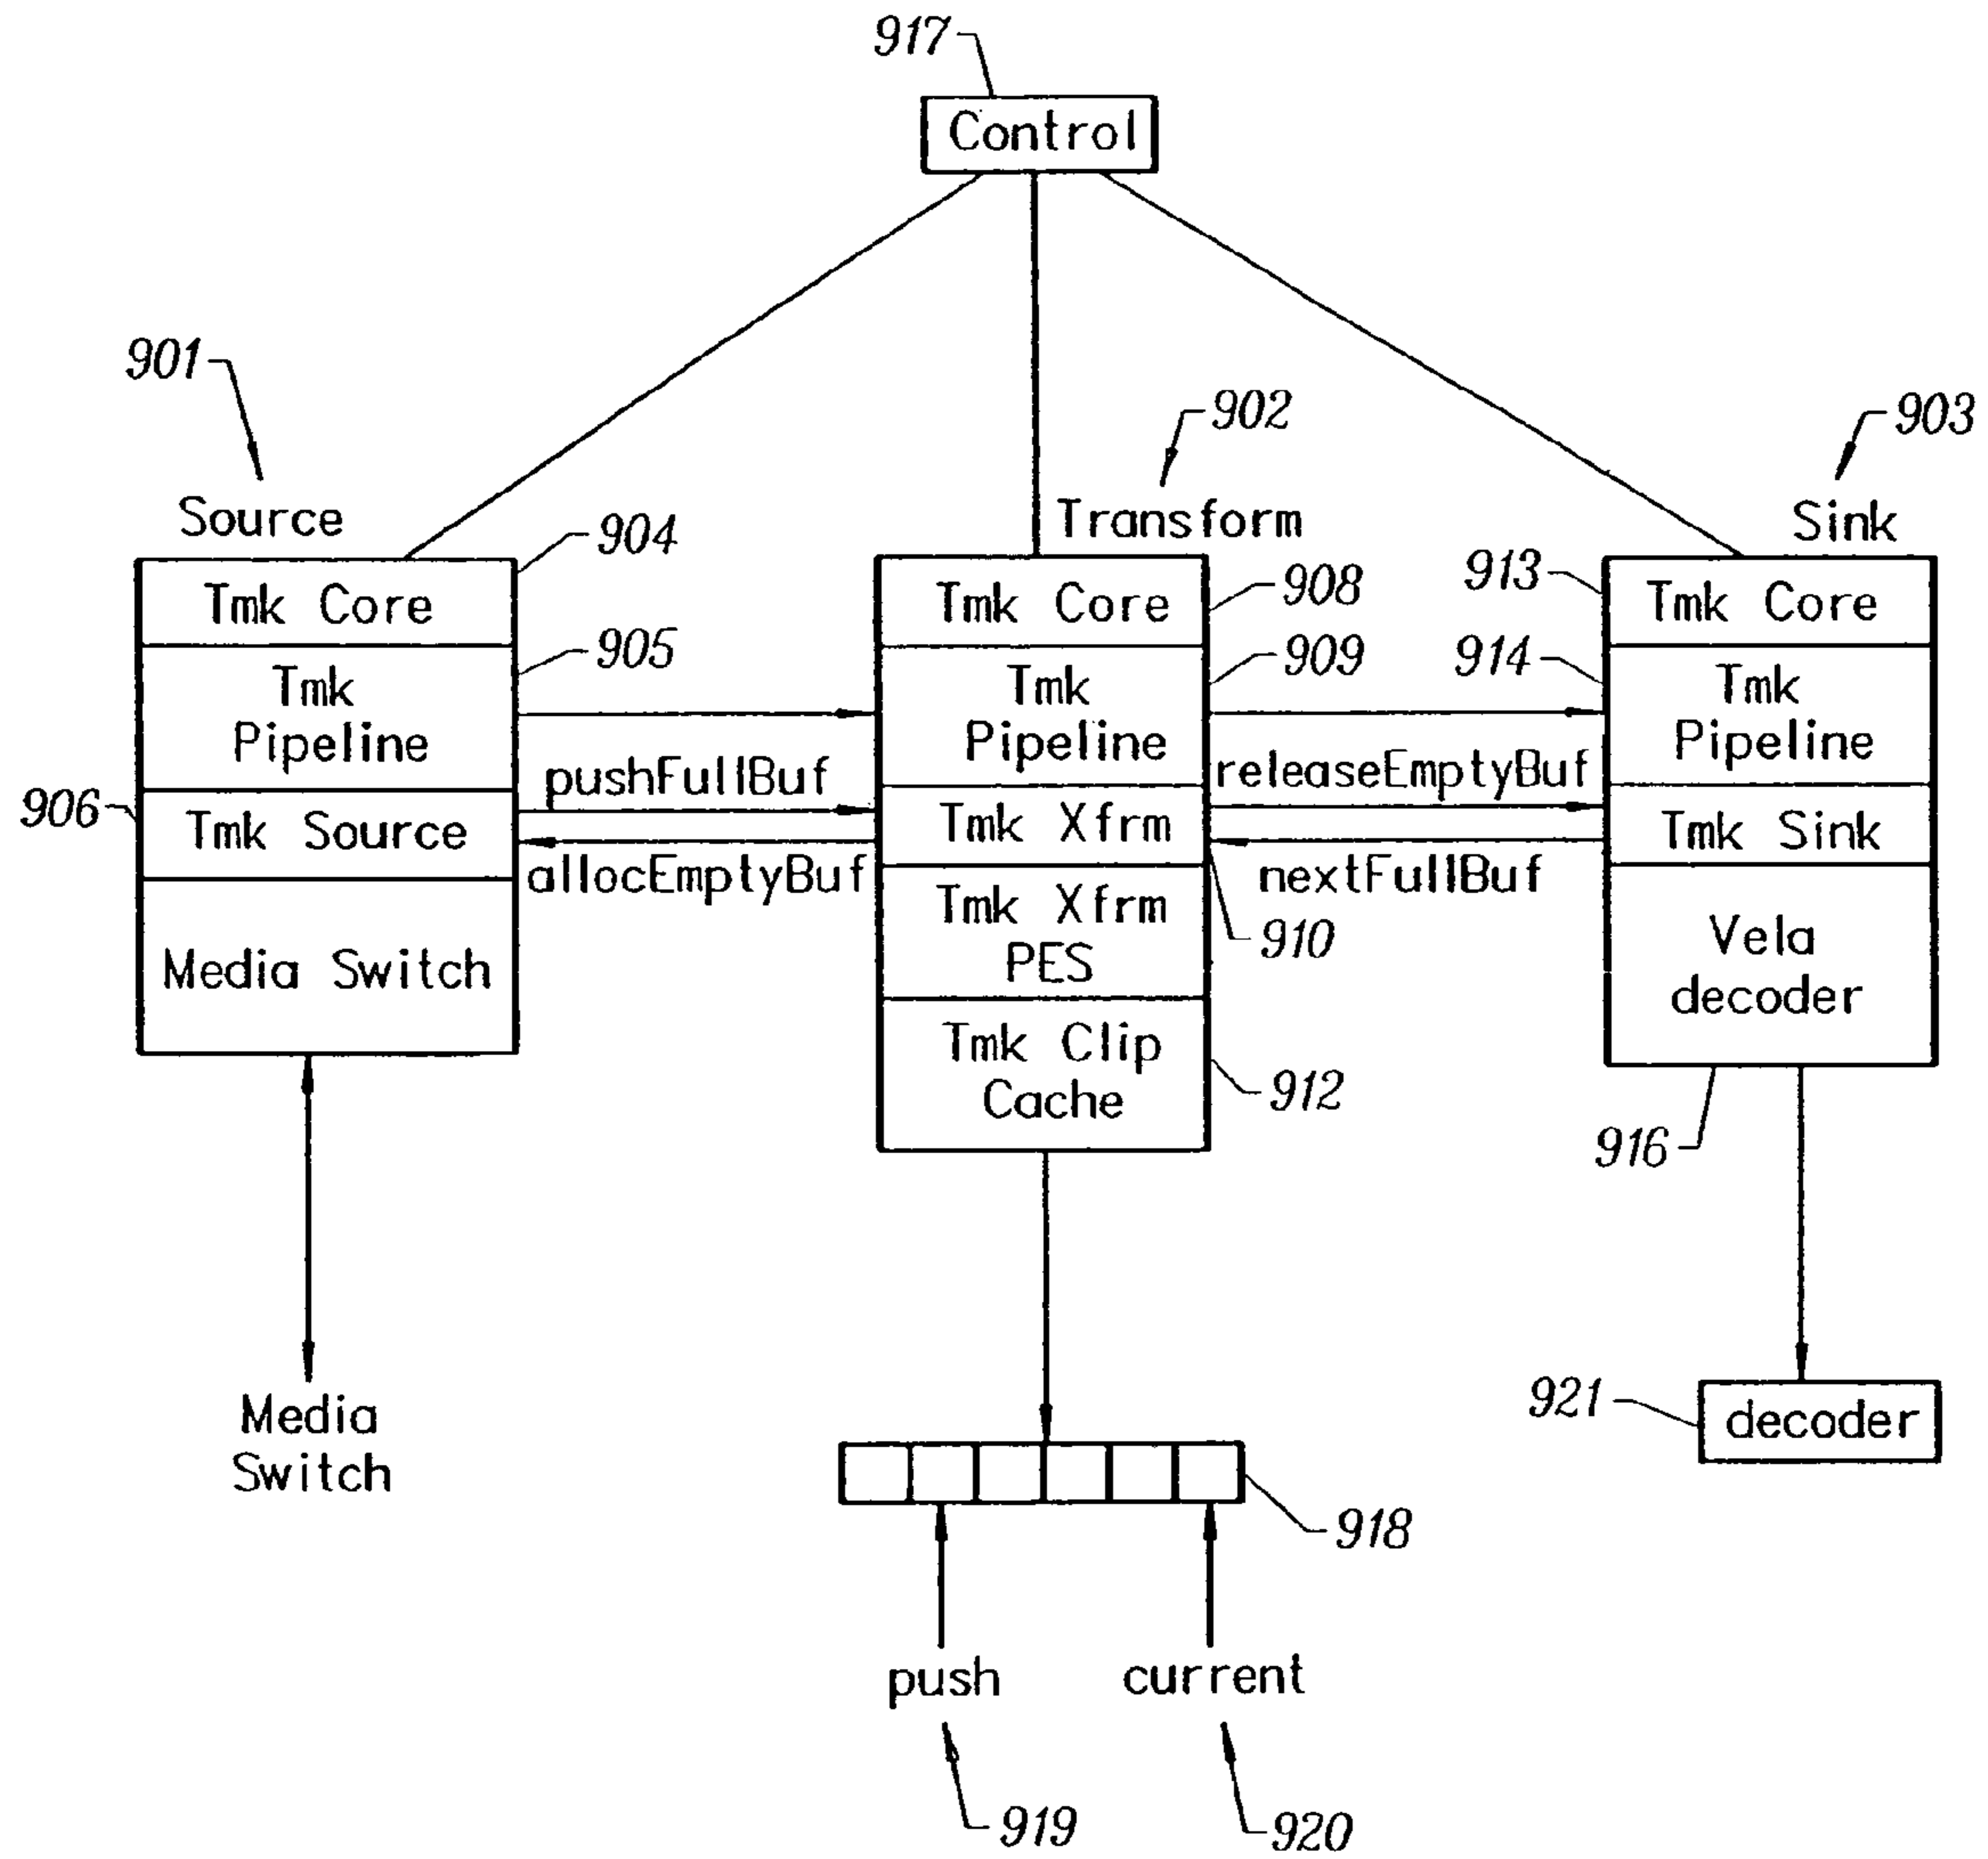 917
Control
901
902
903
Source
Transform
Sink
904
908
913
Tmk Core
Tmk Core
Tmk Core
905
909
914
Tmk
Pipeline
Tmk
Pipeline
Tmk
Pipeline
pushFullBuf
releaseEmptyBuf
906
Tmk Source
Tmk Xfrm
Tmk Sink
allocEmptyBuf
nextFullBuf
Media Switch
Tmk Xfrm
PES
910
Vela
decoder
Tmk Clip
Cache
912
916
Media
Switch
921
decoder
918
push
current
919
920